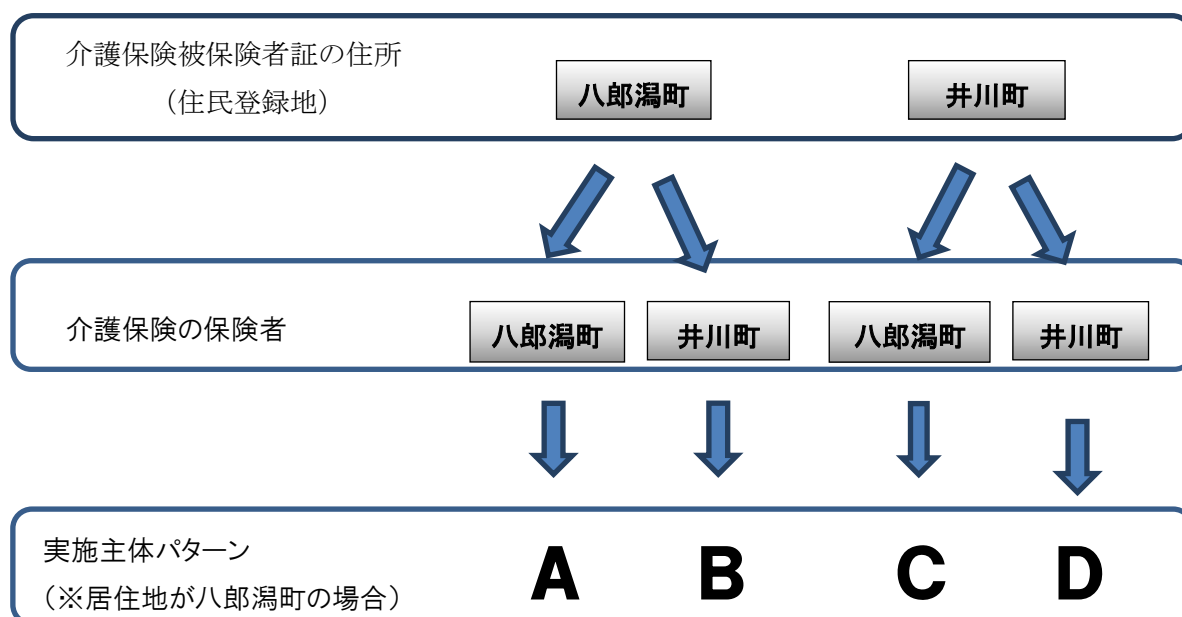 介護保険被保険者証の住所
（住民登録地）
八郎潟町
井川町
介護保険の保険者
八郎潟町
井川町
八郎潟町
井川町
実施主体パターン
（※居住地が八郎潟町の場合）
A
B
C
D